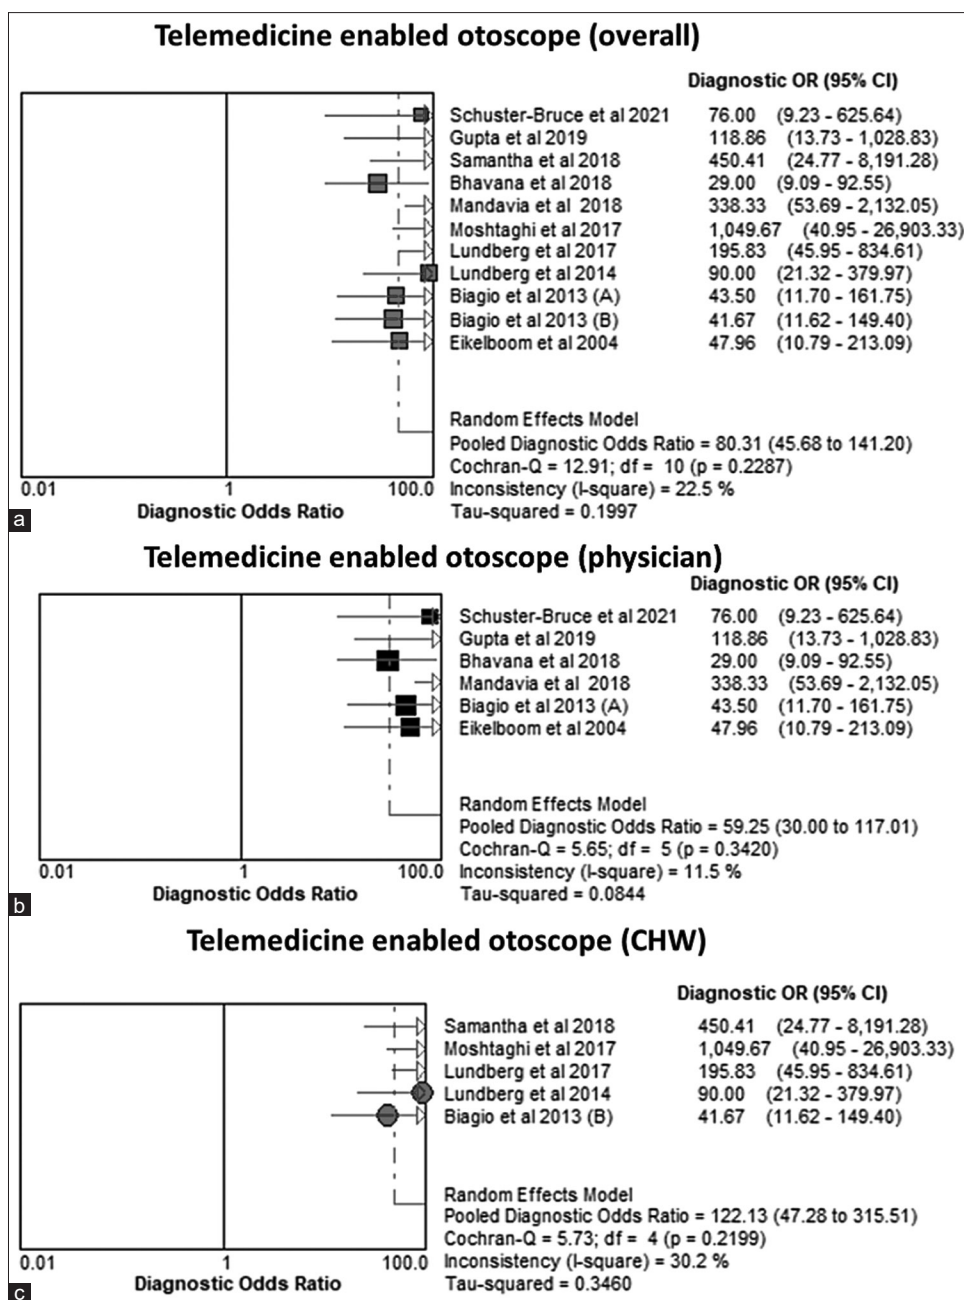 Telemedicine enabled otoscope (overall)
Diagnostic OR (95% CI)
Schuster-Bruce et al 2021 76.00 (9.23 - 625.64)
Gupta et al 2019 118.86 (13.73 - 1,028.83)
Samantha et al 2018 450.41 (24.77 - 8,191.28)
Bhavana et al 2018 29.00 (9.09 - 92.55)
Mandavia et al 2018 338.33 (53.69 - 2,132.05)
Moshtaghi et al 2017 1,049.67 (40.95 - 26,903.33)
Lundberg et al 2017 195.83 (45.95 - 834.61)
Lundberg et al 2014 90.00 (21.32 - 379.97)
Biagio et al 2013 (A) 43.50 (11.70 - 161.75)
Biagio et al 2013 (B) 41.67 (11.62 - 149.40)
Eikelboom et al 2004 47.96 (10.79 - 213.09)
Random Effects Model
Pooled Diagnostic Odds Ratio = 80.31 (45.68 to 141.20)
Cochran-Q = 12.91; df = 10 (p = 0.2287)
0.01 1 100.0 Inconsistency (I-square) = 22.5 %
Diagnostic Odds Ratio Tau-squared = 0.1997
a
Telemedicine enabled otoscope (physician)
Diagnostic OR (95% CI)
Schuster-Bruce et al 2021 76.00 (9.23 - 625.64)
Gupta et al 2019 118.86 (13.73 - 1,028.83)
Bhavana et al 2018 29.00 (9.09 - 92.55)
Mandavia et al 2018 338.33 (53.69 - 2,132.05)
Biagio et al 2013 (A) 43.50 (11.70 - 161.75)
Eikelboom et al 2004 47.96 (10.79 - 213.09)
Random Effects Model
Pooled Diagnostic Odds Ratio = 59.25 (30.00 to 117.01)
Cochran-Q = 5.65; df = 5 (p = 0.3420)
0.01 1 100.0 Inconsistency (I-square) = 11.5 %
Diagnostic Odds Ratio Tau-squared = 0.0844
b
Telemedicine enabled otoscope (CHW)
Diagnostic OR (95% CI)
Samantha et al 2018 450.41 (24.77 - 8,191.28)
Moshtaghi et al 2017 1,049.67 (40.95 - 26,903.33)
Lundberg et al 2017 195.83 (45.95 - 834.61)
Lundberg et al 2014 90.00 (21.32 - 379.97)
Biagio et al 2013 (B) 41.67 (11.62 - 149.40)
Random Effects Model
Pooled Diagnostic Odds Ratio = 122.13 (47.28 to 315.51)
Cochran-Q = 5.73; df = 4 (p = 0.2199)
0.01 1 100.0 Inconsistency (I-square) = 30.2 %
Diagnostic Odds Ratio Tau-squared = 0.3460
c